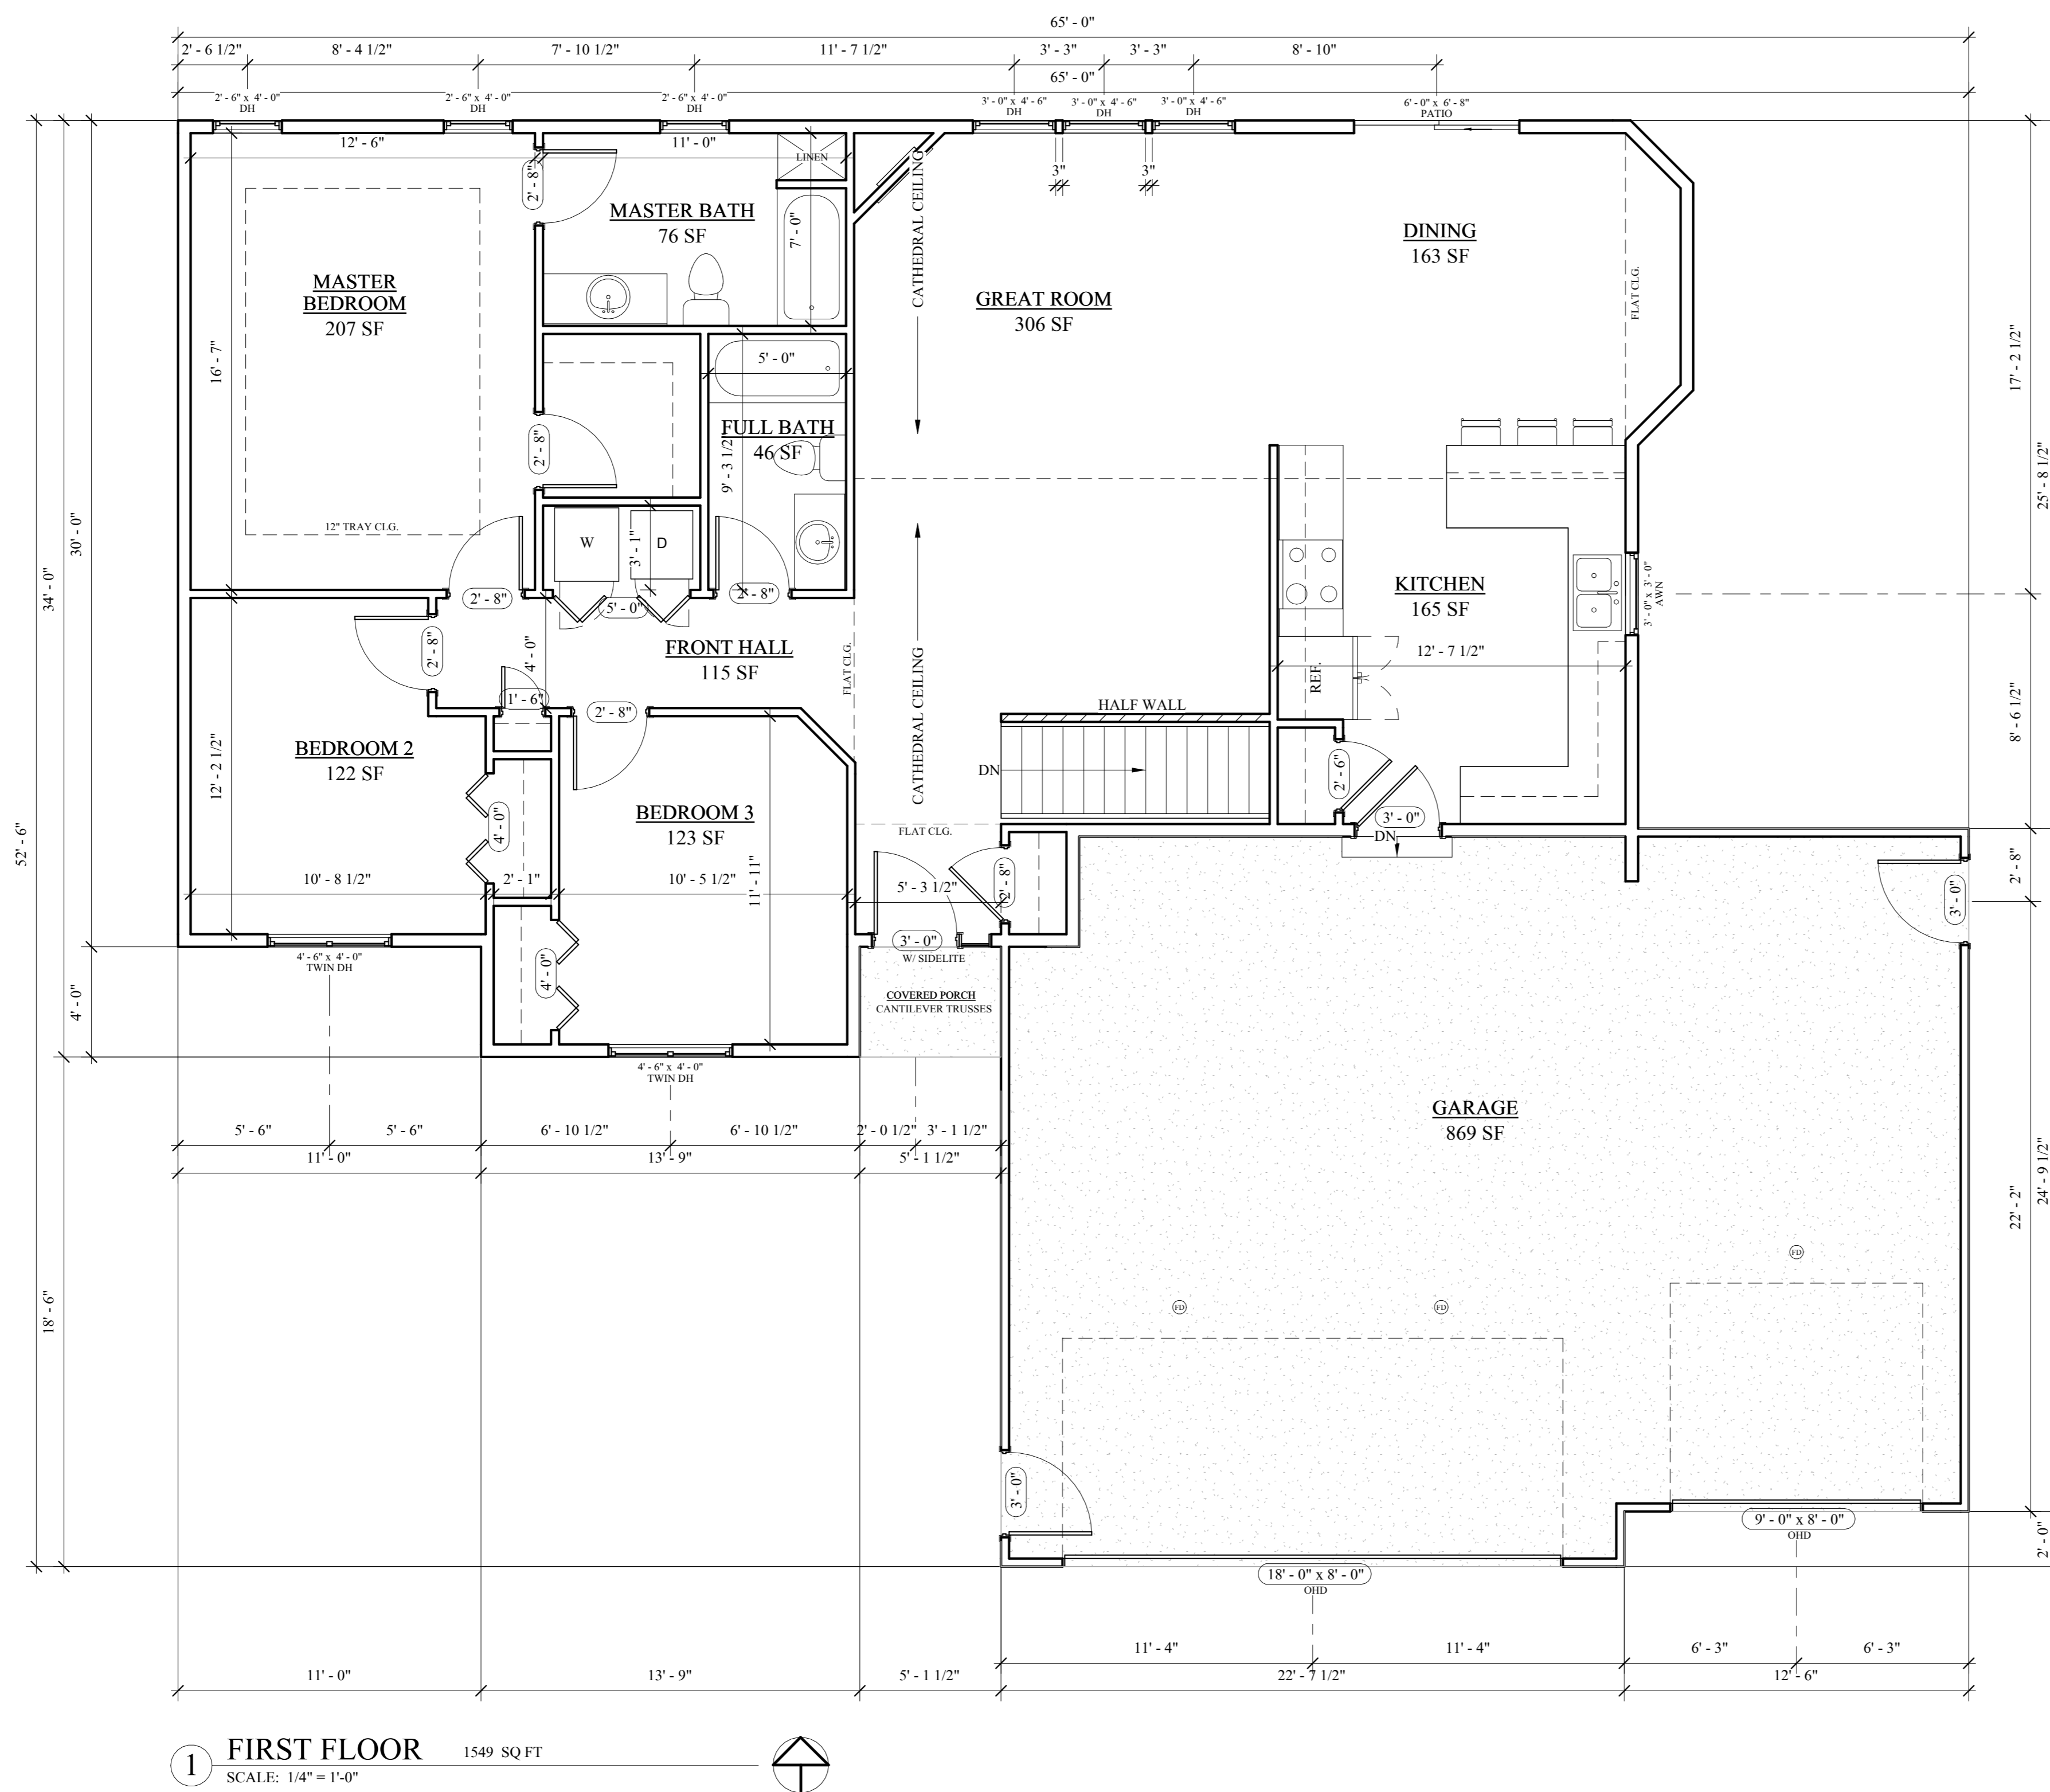 65' - 0"
2' - 6 1/2"
8' - 4 1/2"
7' - 10 1/2"
11' - 7 1/2"
3' - 3"
3' - 3"
8' - 10"
65' - 0"
2' - 6" x 4' - 0"
DH
2' - 6" x 4' - 0"
DH
2' - 6" x 4' - 0"
DH
3' - 0" x 4' - 6"
DH
3' - 0" x 4' - 6"
DH
3' - 0" x 4' - 6"
DH
6' - 0" x 6' - 8"
PATIO
12' - 6"
11' - 0"
LINEN
3"
3"
2' - 8"
MASTER BATH
76 SF
7' - 0"
CATHEDRAL CEILING
DINING
163 SF
FLAT CLG.
MASTER
BEDROOM
207 SF
GREAT ROOM
306 SF
16' - 7"
5' - 0"
2' - 8"
FULL BATH
46 SF
9' - 3 1/2"
12" TRAY CLG.
W
D
3' - 1"
2' - 8"
5' - 0"
2' - 8"
KITCHEN
165 SF
3' - 0" x 3' - 0"
AWN
12' - 7 1/2"
REF.
2' - 8"
4' - 0"
FRONT HALL
115 SF
FLAT CLG.
CATHEDRAL CEILING
1' - 6"
2' - 8"
HALF WALL
DN
2' - 6"
3' - 0"
DN
BEDROOM 2
122 SF
12' - 2 1/2"
4' - 0"
BEDROOM 3
123 SF
11' - 11"
FLAT CLG.
10' - 8 1/2"
2' - 1"
10' - 5 1/2"
5' - 3 1/2"
2' - 8"
3' - 0"
3' - 0"
W/ SIDELITE
4' - 6" x 4' - 0"
TWIN DH
4' - 0"
COVERED PORCH
CANTILEVER TRUSSES
4' - 6" x 4' - 0"
TWIN DH
GARAGE
869 SF
FD
FD
FD
3' - 0"
9' - 0" x 8' - 0"
OHD
18' - 0" x 8' - 0"
OHD
52' - 6"
34' - 0"
30' - 0"
4' - 0"
18' - 6"
17' - 2 1/2"
25' - 8 1/2"
8' - 6 1/2"
2' - 8"
22' - 2"
24' - 9 1/2"
2' - 0"
5' - 6"
5' - 6"
6' - 10 1/2"
6' - 10 1/2"
2' - 0 1/2"
3' - 1 1/2"
11' - 0"
13' - 9"
5' - 1 1/2"
11' - 4"
11' - 4"
6' - 3"
6' - 3"
11' - 0"
13' - 9"
5' - 1 1/2"
22' - 7 1/2"
12' - 6"
1
FIRST FLOOR
1549 SQ FT
SCALE: 1/4" = 1'-0"